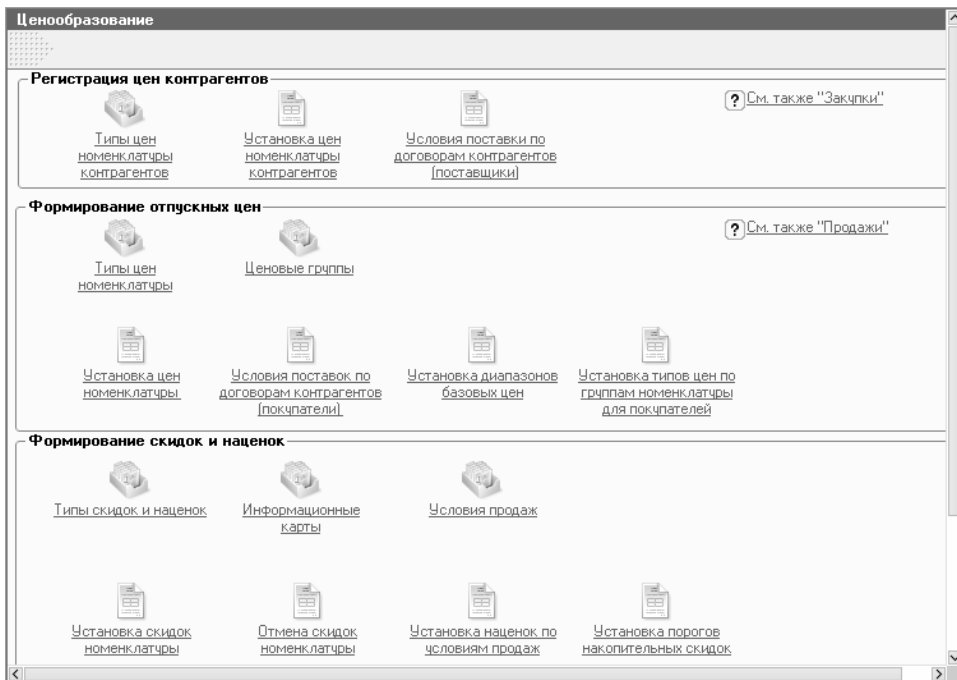 Ценообразование
Регистрация цен контрагентов
Типы цен
номенклатуры
контрагентов
Установка цен
номенклатуры
контрагентов
Условия поставки по
договорам контрагентов
(поставщики)
? См. также "Закупки"
Формирование отпускных цен
Типы цен
номенклатуры
Ценовые группы
? См. также "Продажи"
Установка цен
номенклатуры
Условия поставок по
договорам контрагентов
(покупатели)
Установка диапазонов
базовых цен
Установка типов цен по
группам номенклатуры
для покупателей
Формирование скидок и наценок
Типы скидок и наценок
Информационные
карты
Условия продаж
Установка скидок
номенклатуры
Отмена скидок
номенклатуры
Установка наценок по
условиям продаж
Установка порогов
накопительных скидок